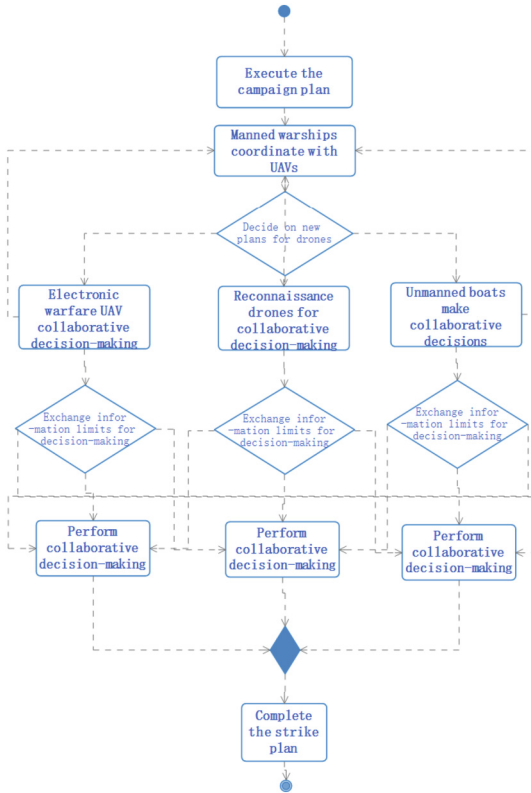 Execute the
campaign plan
Manned warships
coordinate with
UAVs
Decide on new
plans for drones
Electronic
warfare UAV
collaborative
decision-making
Reconnaissance
drones for
collaborative
decision-making
Unmanned boats
make
collaborative
decisions
Exchange infor
-mation limits for
decision-making
Exchange infor
-mation limits for
decision-making
Exchange infor
-mation limits for
decision-making
Perform
collaborative
decision-making
Perform
collaborative
decision-making
Perform
collaborative
decision-making
Complete
the strike
plan